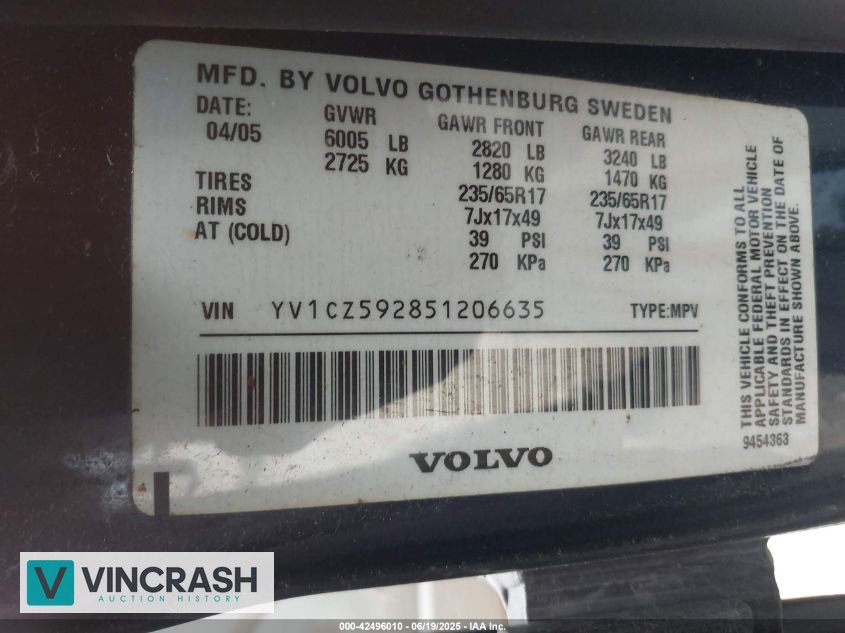 MFD. BY VOLVO GOTHENBURG SWEDEN
DATE: GVWR GAWR FRONT GAWR REAR
04/05 6005 LB 2820 LB 3240 LB
2725 KG 1280 KG 1470 KG
TIRES 235/65R17 235/65R17
RIMS 7Jx17x49 7Jx17x49
AT (COLD) 39 PSI 39 PSI
270 KPa 270 KPa
VIN YV1CZ592851206635 TYPE:MPV
VOLVO
THIS VEHICLE CONFORMS TO ALL
APPLICABLE FEDERAL MOTOR VEHICLE
SAFETY AND THEFT PREVENTION
STANDARDS IN EFFECT ON THE DATE OF
MANUFACTURE SHOWN ABOVE.
9454363
V VINCRASH
AUCTION HISTORY
000-42496010 - 06/19/2025 - IAA Inc.